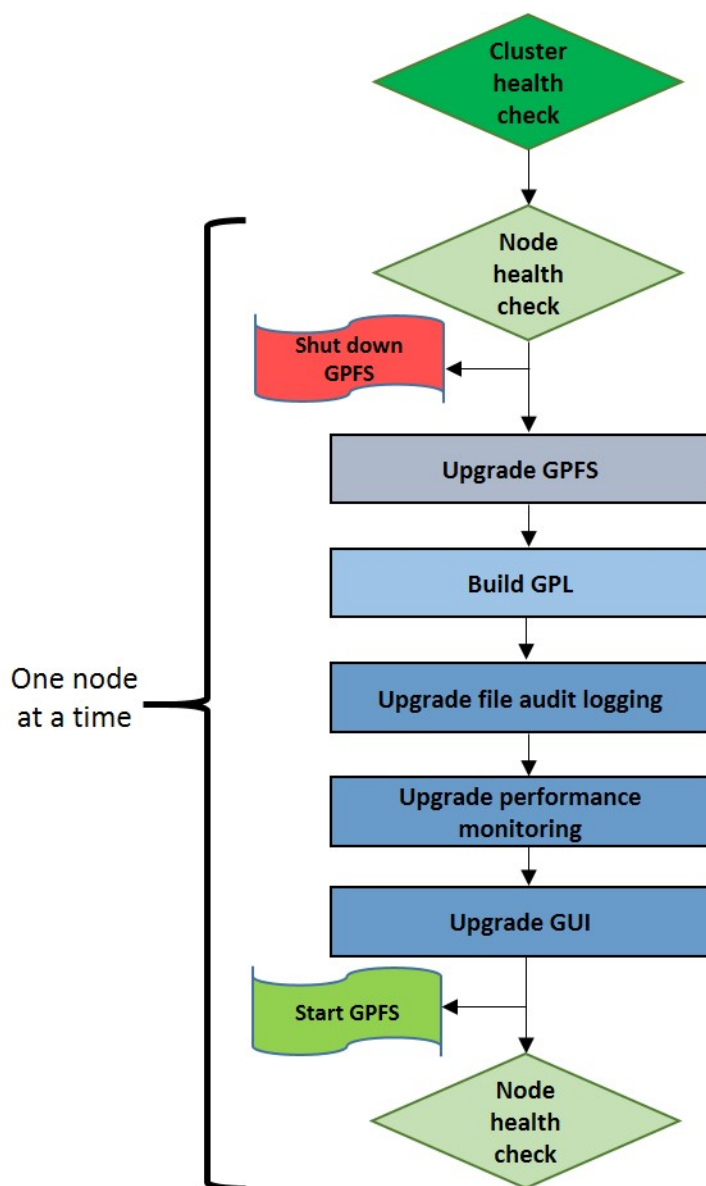 Cluster
health
check
Node
health
check
Shut down
GPFS
Upgrade GPFS
Build GPL
One node
at a time
Upgrade file audit logging
Upgrade performance
monitoring
Upgrade GUI
Start GPFS
Node
health
check